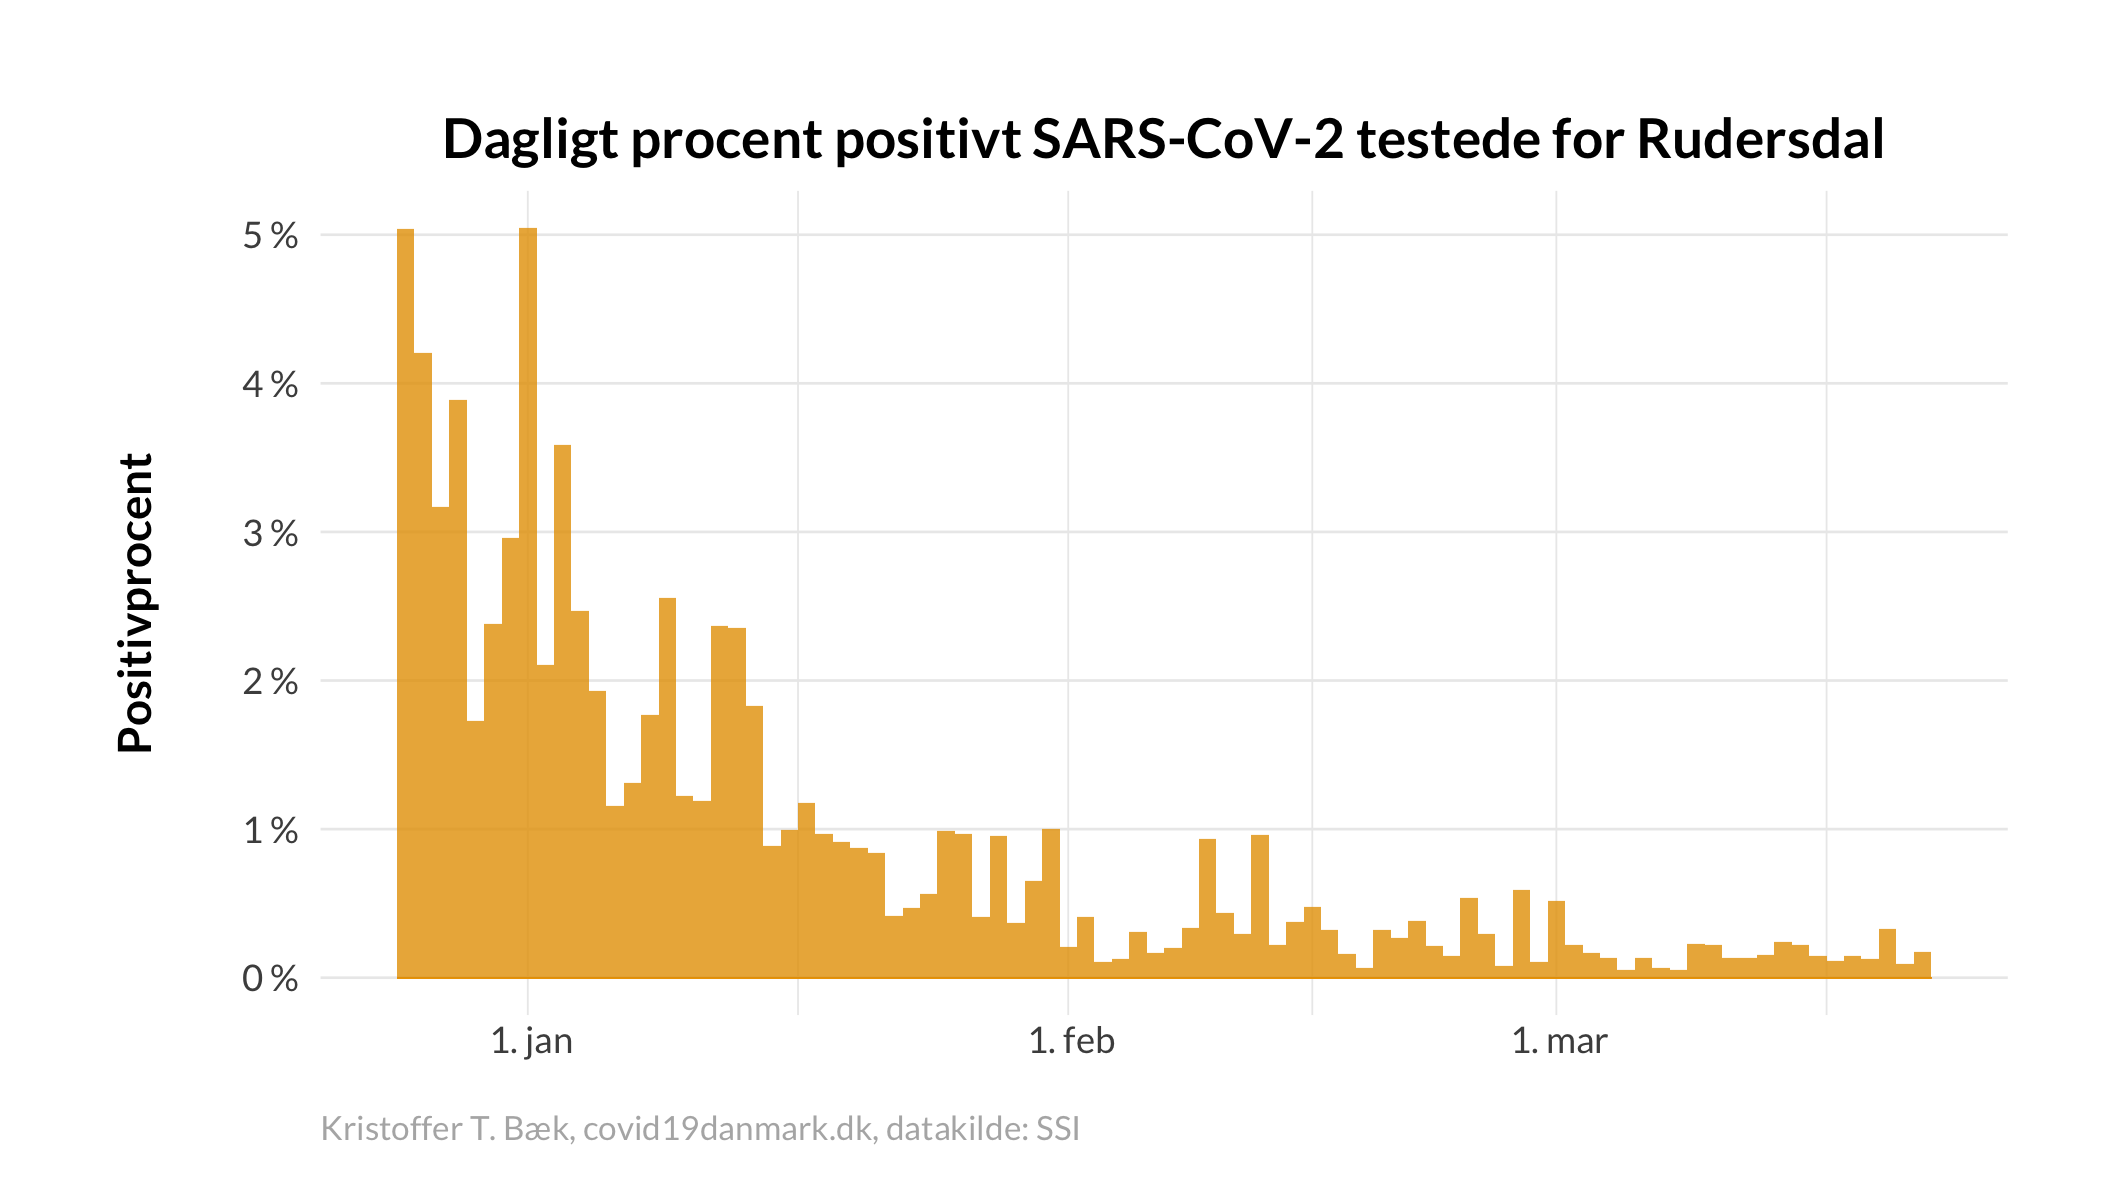 Dagligt procent positivt SARS-CoV-2 testede for Rudersdal
Positivprocent
5 %
4 %
3 %
2 %
1 %
0 %
1. jan
1. feb
1. mar
Kristoffer T. Bæk, covid19danmark.dk, datakilde: SSI